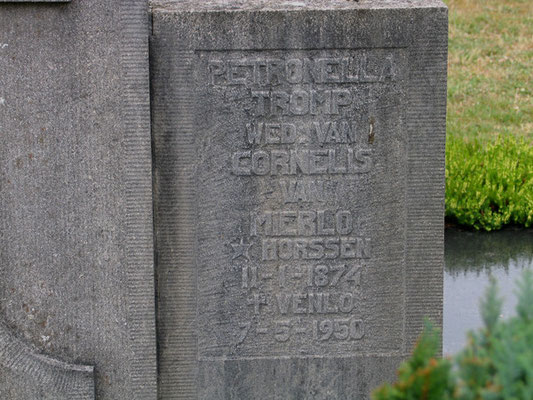 PETRONELLA
TROMP
WED. VAN
CORNELIS
VAN
MIERLO
* HORSSEN
11-1-1874
† VENLO
7-5-1950